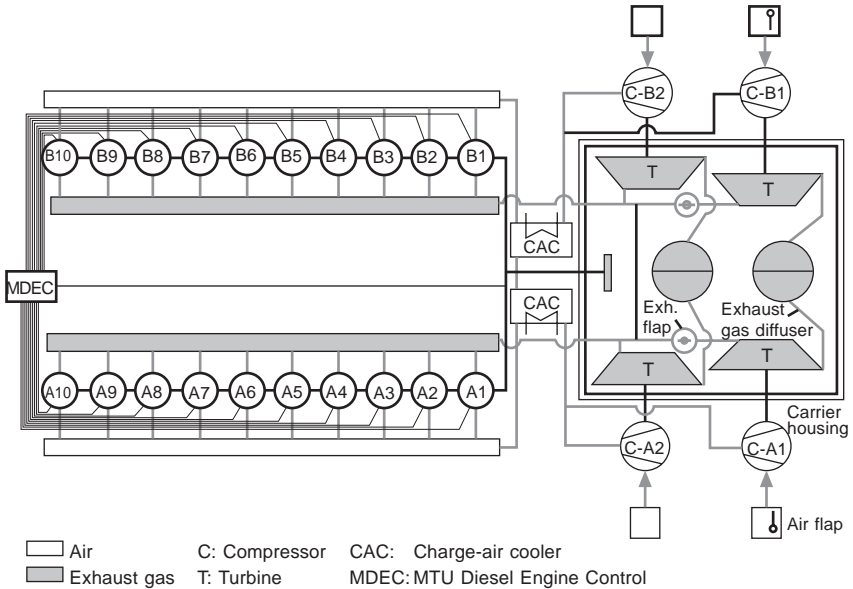 C-B2 C-B1
B10 B9 B8 B7 B6 B5 B4 B3 B2 B1
T
T
CAC
MDEC
CAC
Exh.
flap
Exhaust
gas diffuser
T
T
A10 A9 A8 A7 A6 A5 A4 A3 A2 A1
Carrier
housing
C-A2 C-A1
Air flap
Air C: Compressor CAC: Charge-air cooler
Exhaust gas T: Turbine MDEC: MTU Diesel Engine Control